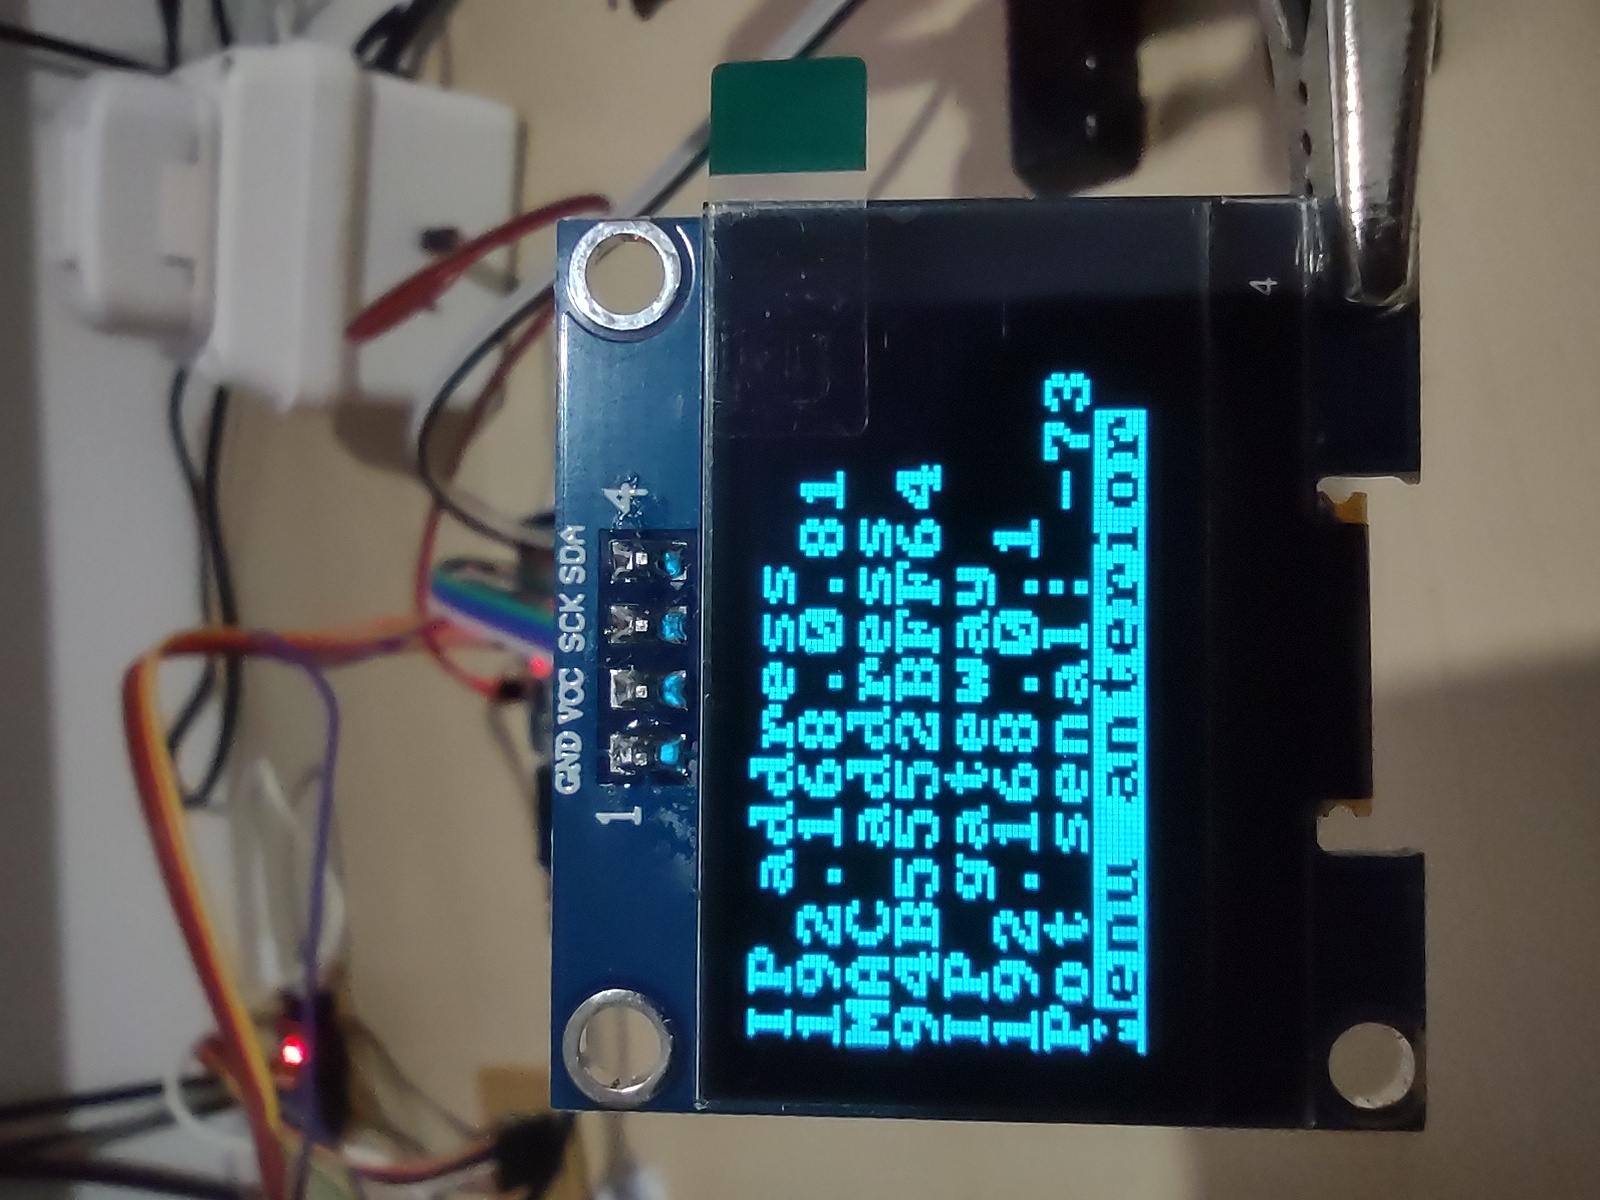 GND VCC SCK SDA
1 4
IP address
192.168.0.81
MAC address
94B5552BFF64
IP gateway
192.168.0.1
Pot senal: -73
Menu anterior
4